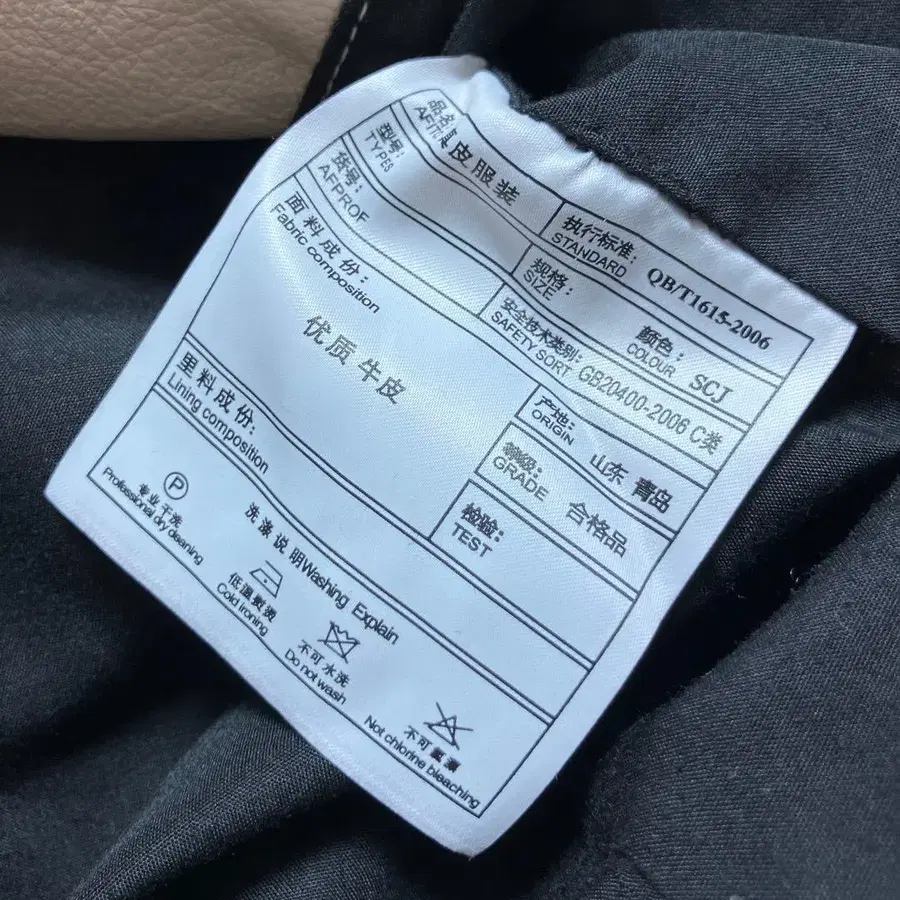 品名
AFIT
真皮服装
执行标准:
STANDARD
QB/T1615-2006
型号:
TYPES
规格:
SIZE
颜色:
COLOUR
SCJ
货号:
AFPROF
安全技术类别:
SAFETY SORT
GB20400-2006 C类
面料成份:
Fabric composition
优质 牛皮
产地:
ORIGIN
山东 青岛
等级:
GRADE
合格品
里料成份:
Lining composition
检验:
TEST
洗涤说明Washing Explain
P
专业干洗
Professional dry cleaning
低温熨烫
Cold ironing
不可水洗
Do not wash
不可氯漂
Not chlorine bleaching